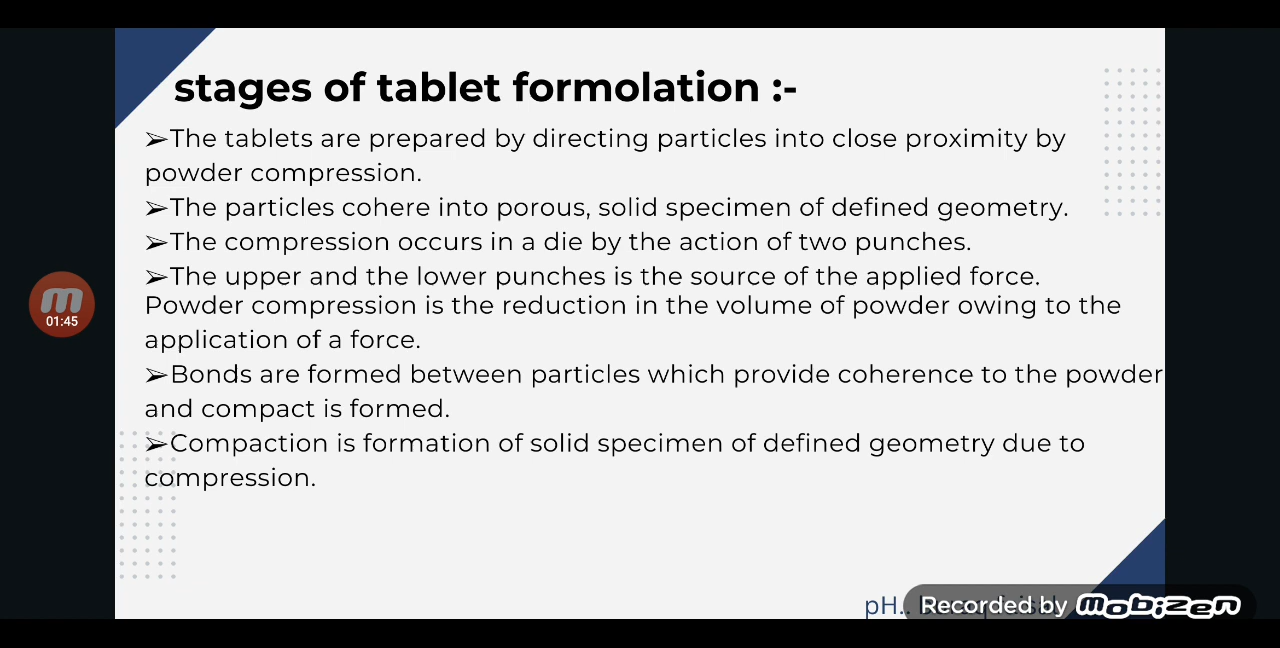 stages of tablet formolation :-
➢The tablets are prepared by directing particles into close proximity by
powder compression.
➢The particles cohere into porous, solid specimen of defined geometry.
➢The compression occurs in a die by the action of two punches.
➢The upper and the lower punches is the source of the applied force.
Powder compression is the reduction in the volume of powder owing to the
application of a force.
➢Bonds are formed between particles which provide coherence to the powder
and compact is formed.
➢Compaction is formation of solid specimen of defined geometry due to
compression.
01:45
pH..
Recorded by mobizen